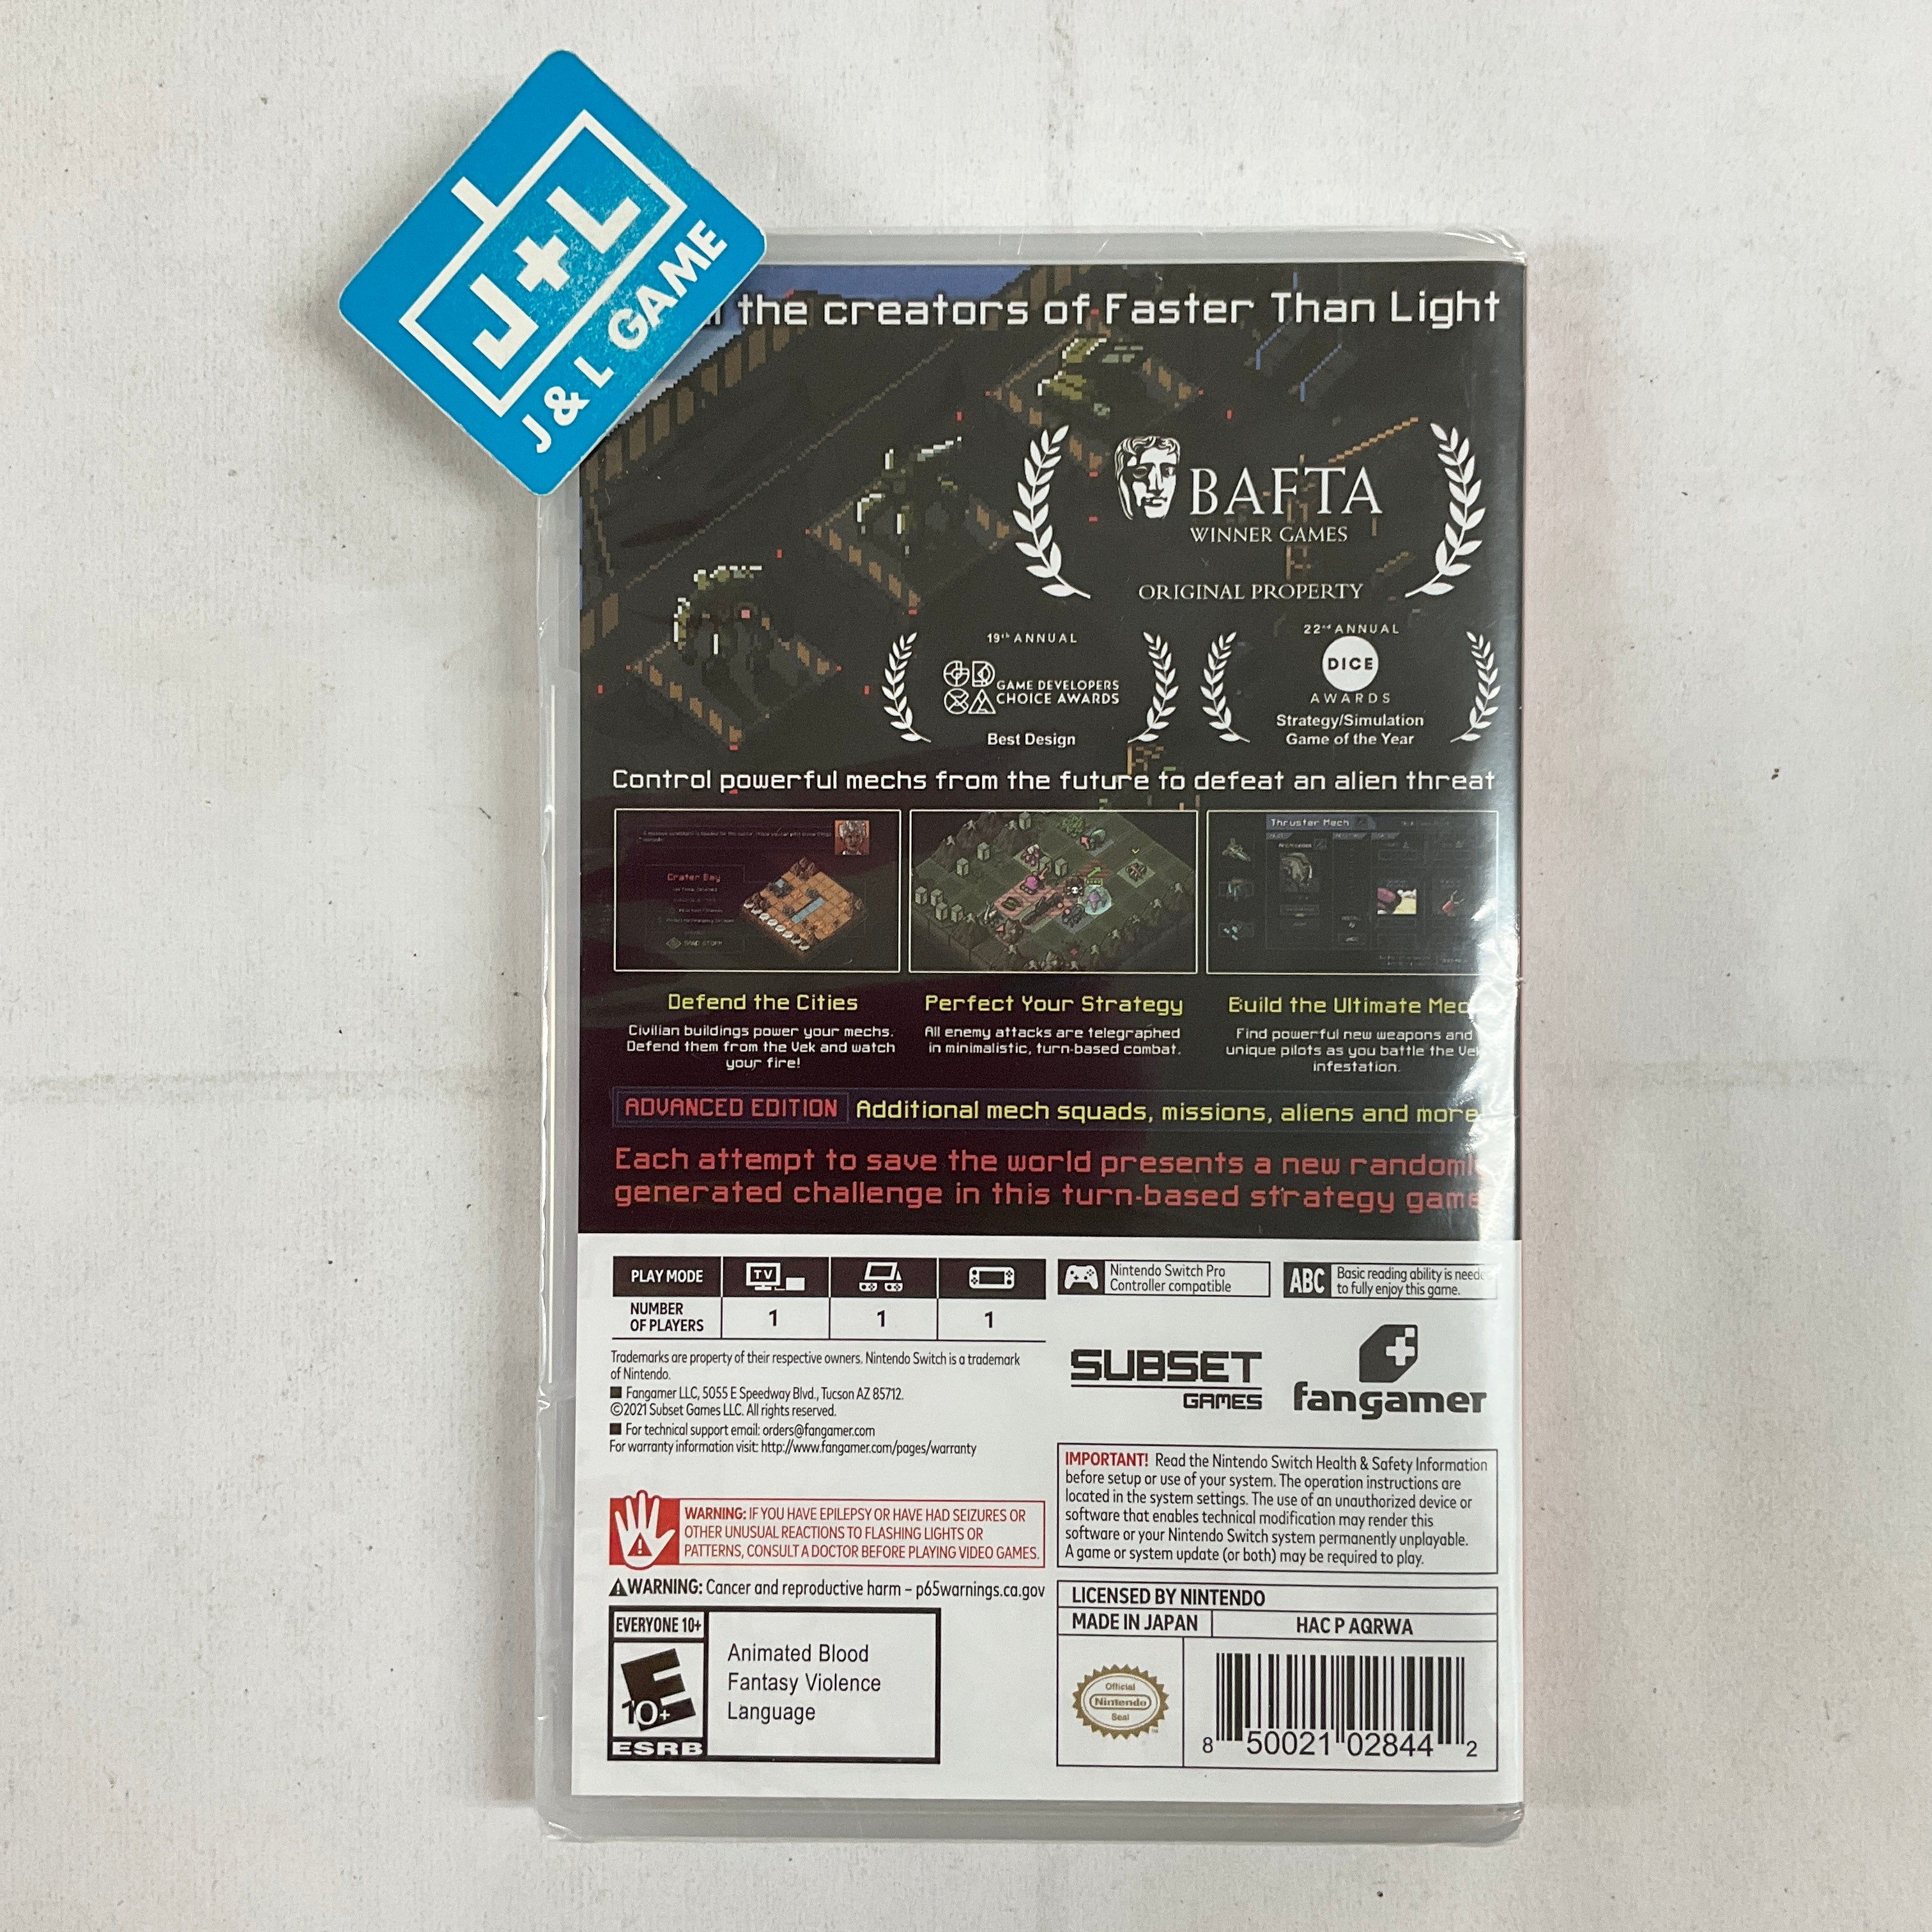 J+L
J & L GAME
the creators of Faster Than Light
BAFTA
WINNER GAMES
ORIGINAL PROPERTY
19th ANNUAL
GAME DEVELOPERS
CHOICE AWARDS
Best Design
22nd ANNUAL
DICE
AWARDS
Strategy/Simulation
Game of the Year
Control powerful mechs from the future to defeat an alien threat
Crater Bay
Thruster Mech
Defend the Cities
Civilian buildings power your mechs.
Defend them from the Vek and watch
your fire!
Perfect Your Strategy
All enemy attacks are telegraphed
in minimalistic, turn-based combat.
Build the Ultimate Mec
Find powerful new weapons and
unique pilots as you battle the Vek
infestation.
ADVANCED EDITION Additional mech squads, missions, aliens and more
Each attempt to save the world presents a new randoml
generated challenge in this turn-based strategy game
PLAY MODE
TV
NUMBER
OF PLAYERS
1
1
1
Nintendo Switch Pro
Controller compatible
ABC
Basic reading ability is neede
to fully enjoy this game.
Trademarks are property of their respective owners. Nintendo Switch is a trademark
of Nintendo.
■ Fangamer LLC, 5055 E Speedway Blvd., Tucson AZ 85712.
©2021 Subset Games LLC. All rights reserved.
■ For technical support email: orders@fangamer.com
For warranty information visit: http://www.fangamer.com/pages/warranty
SUBSET
GAMES
fangamer
WARNING: IF YOU HAVE EPILEPSY OR HAVE HAD SEIZURES OR
OTHER UNUSUAL REACTIONS TO FLASHING LIGHTS OR
PATTERNS, CONSULT A DOCTOR BEFORE PLAYING VIDEO GAMES.
IMPORTANT! Read the Nintendo Switch Health & Safety Information
before setup or use of your system. The operation instructions are
located in the system settings. The use of an unauthorized device or
software that enables technical modification may render this
software or your Nintendo Switch system permanently unplayable.
A game or system update (or both) may be required to play.
⚠WARNING: Cancer and reproductive harm – p65warnings.ca.gov
EVERYONE 10+
E
10+
ESRB
Animated Blood
Fantasy Violence
Language
LICENSED BY NINTENDO
MADE IN JAPAN
HAC P AQRWA
Official
Nintendo
Seal
8 50021 02844 2